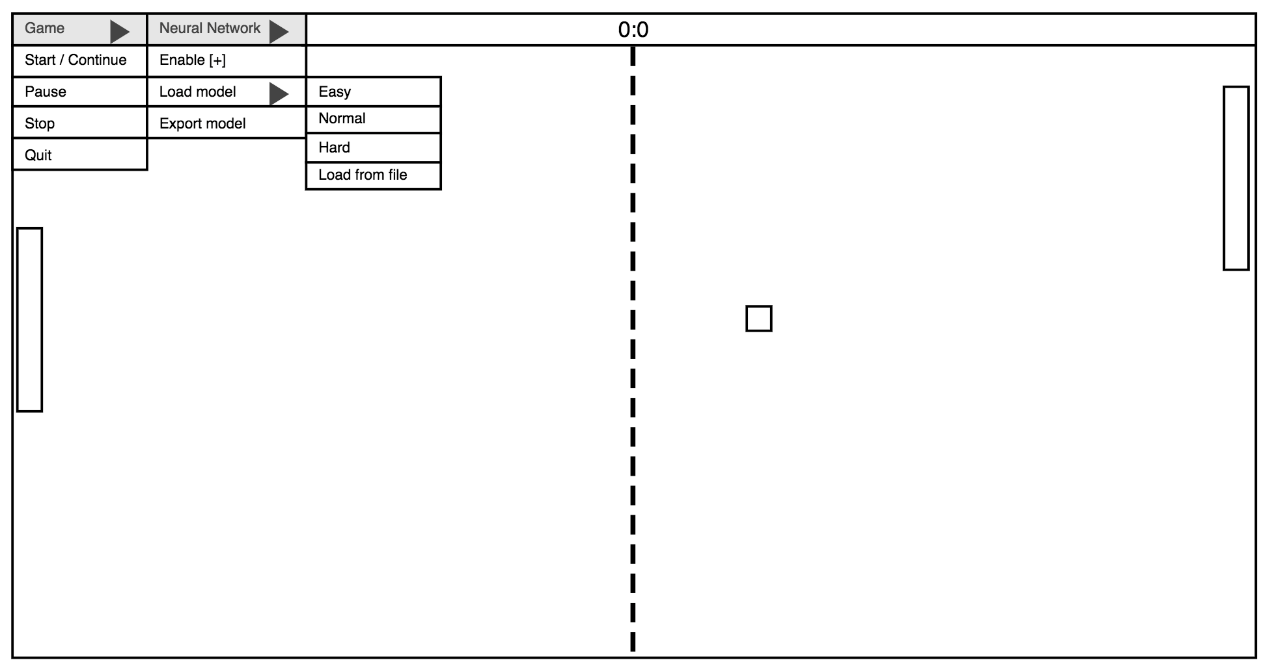 Game
Neural Network
0:0
Start / Continue
Enable [+]
Pause
Load model
Easy
Normal
Stop
Export model
Hard
Quit
Load from file